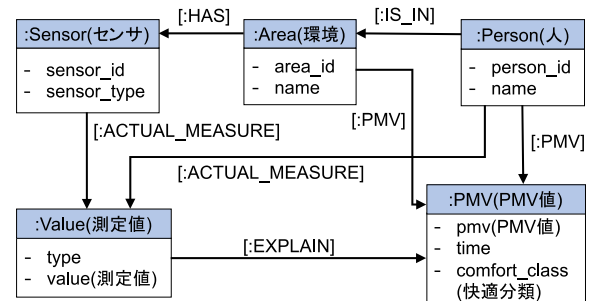 [:HAS]
[:IS_IN]
:Sensor(センサ)
- sensor_id
- sensor_type
:Area(環境)
- area_id
- name
:Person(人)
- person_id
- name
[:PMV]
[:PMV]
[:ACTUAL_MEASURE]
[:ACTUAL_MEASURE]
:Value(測定値)
- type
- value(測定値)
[:EXPLAIN]
:PMV(PMV値)
- pmv(PMV値)
- time
- comfort_class
(快適分類)